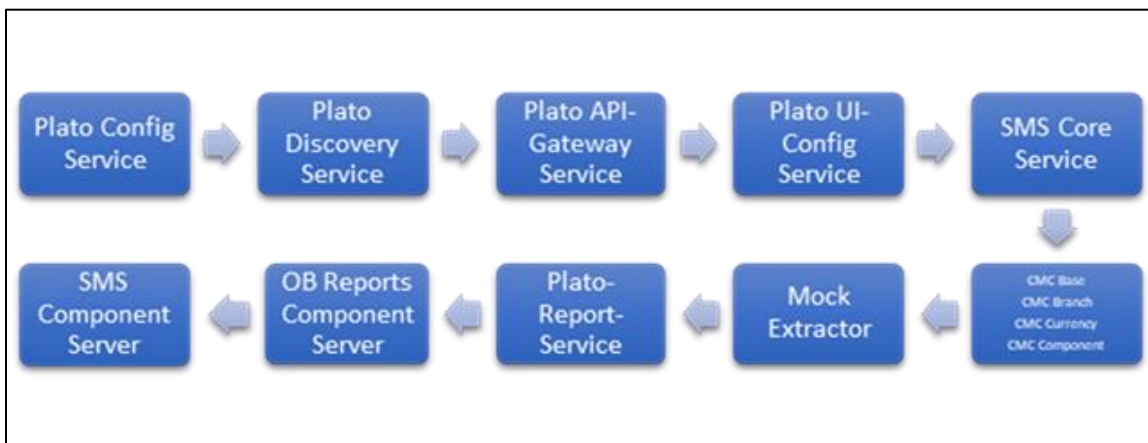 Plato Config
Service
Plato
Discovery
Service
Plato API-
Gateway
Service
Plato UI-
Config
Service
SMS Core
Service
CMC Base
CMC Branch
CMC Currency
CMC Component
Mock
Extractor
Plato-
Report-
Service
OB Reports
Component
Server
SMS
Component
Server